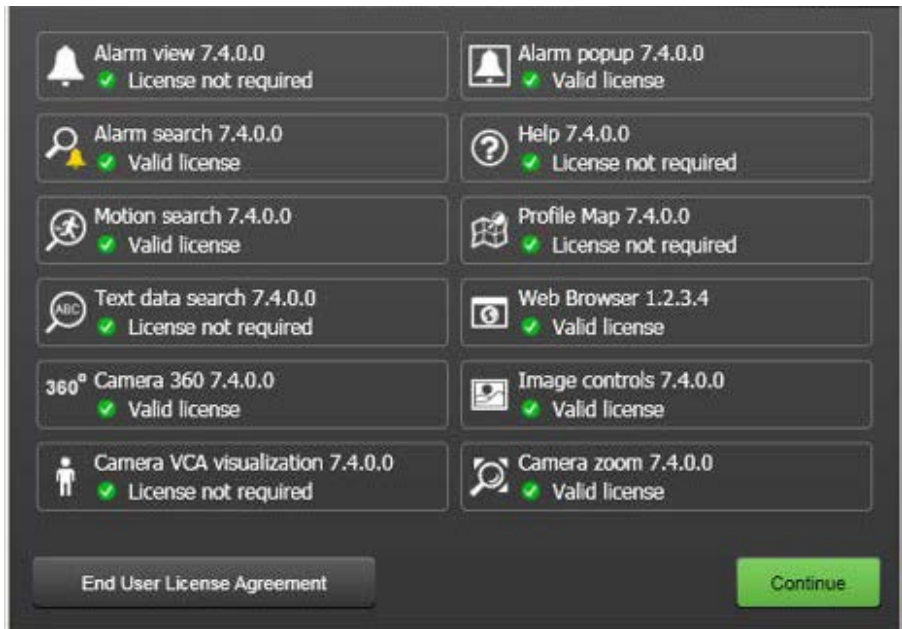 Alarm view 7.4.0.0
License not required
Alarm popup 7.4.0.0
Valid license
Alarm search 7.4.0.0
Valid license
Help 7.4.0.0
License not required
Motion search 7.4.0.0
Valid license
Profile Map 7.4.0.0
License not required
ABC
Text data search 7.4.0.0
License not required
Web Browser 1.2.3.4
Valid license
360°
Camera 360 7.4.0.0
Valid license
Image controls 7.4.0.0
Valid license
Camera VCA visualization 7.4.0.0
License not required
Camera zoom 7.4.0.0
Valid license
End User License Agreement
Continue